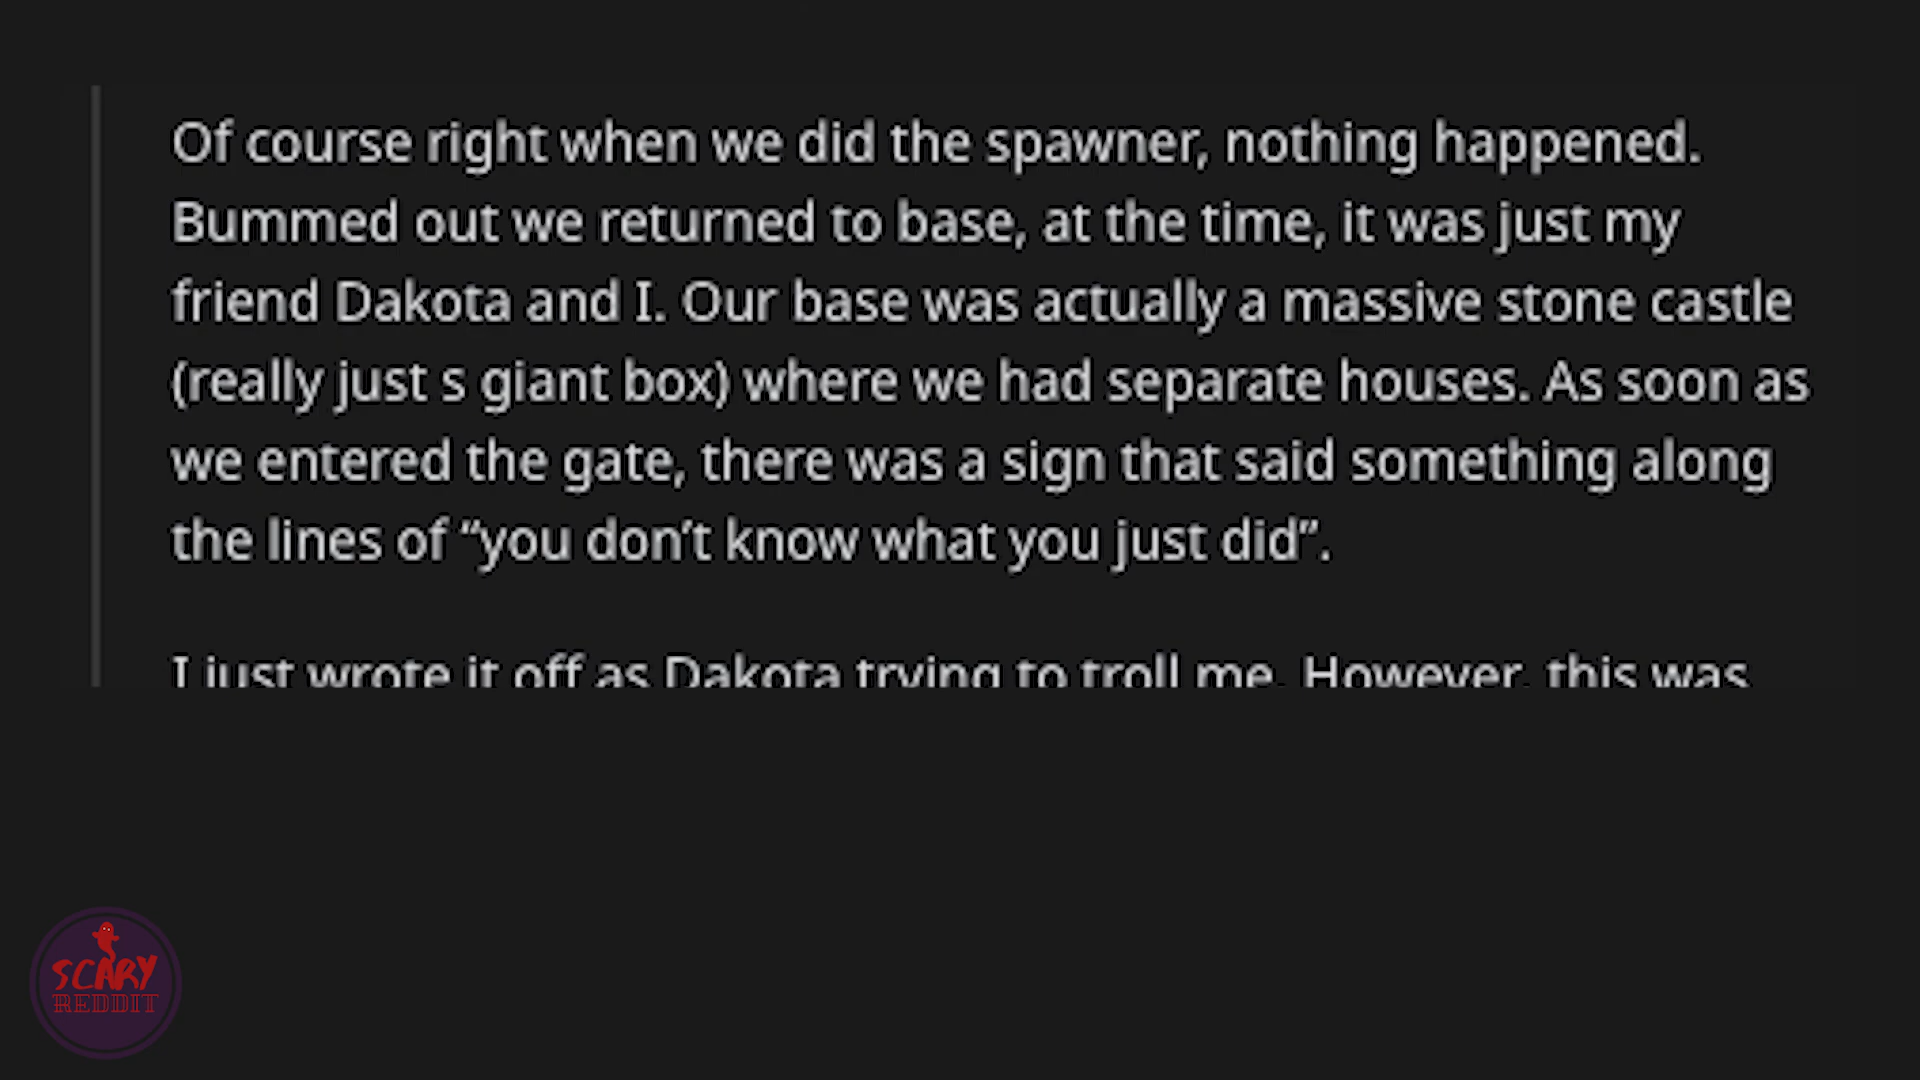 Of course right when we did the spawner, nothing happened.
Bummed out we returned to base, at the time, it was just my
friend Dakota and I. Our base was actually a massive stone castle
(really just s giant box) where we had separate houses. As soon as
we entered the gate, there was a sign that said something along
the lines of “you don’t know what you just did”.
I just wrote it off as Dakota trying to troll me. However, this was
SCARY
REDDIT